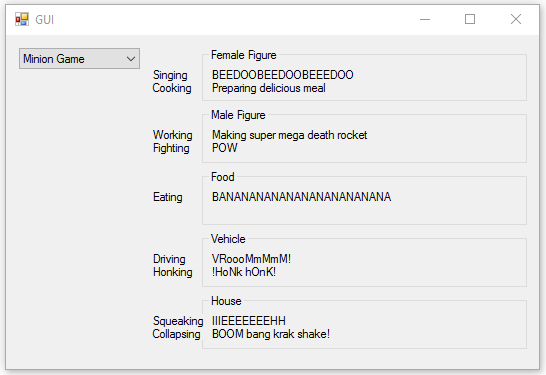 GUI
Minion Game
Female Figure
Singing BEEDOOBEEDOOBEEEDOO
Cooking Preparing delicious meal
Male Figure
Working Making super mega death rocket
Fighting POW
Food
Eating BANANANANANANANANANANANA
Vehicle
Driving VRoooMmMmM!
Honking !HoNk hOnK!
House
Squeaking IIIEEEEEEEHH
Collapsing BOOM bang krak shake!